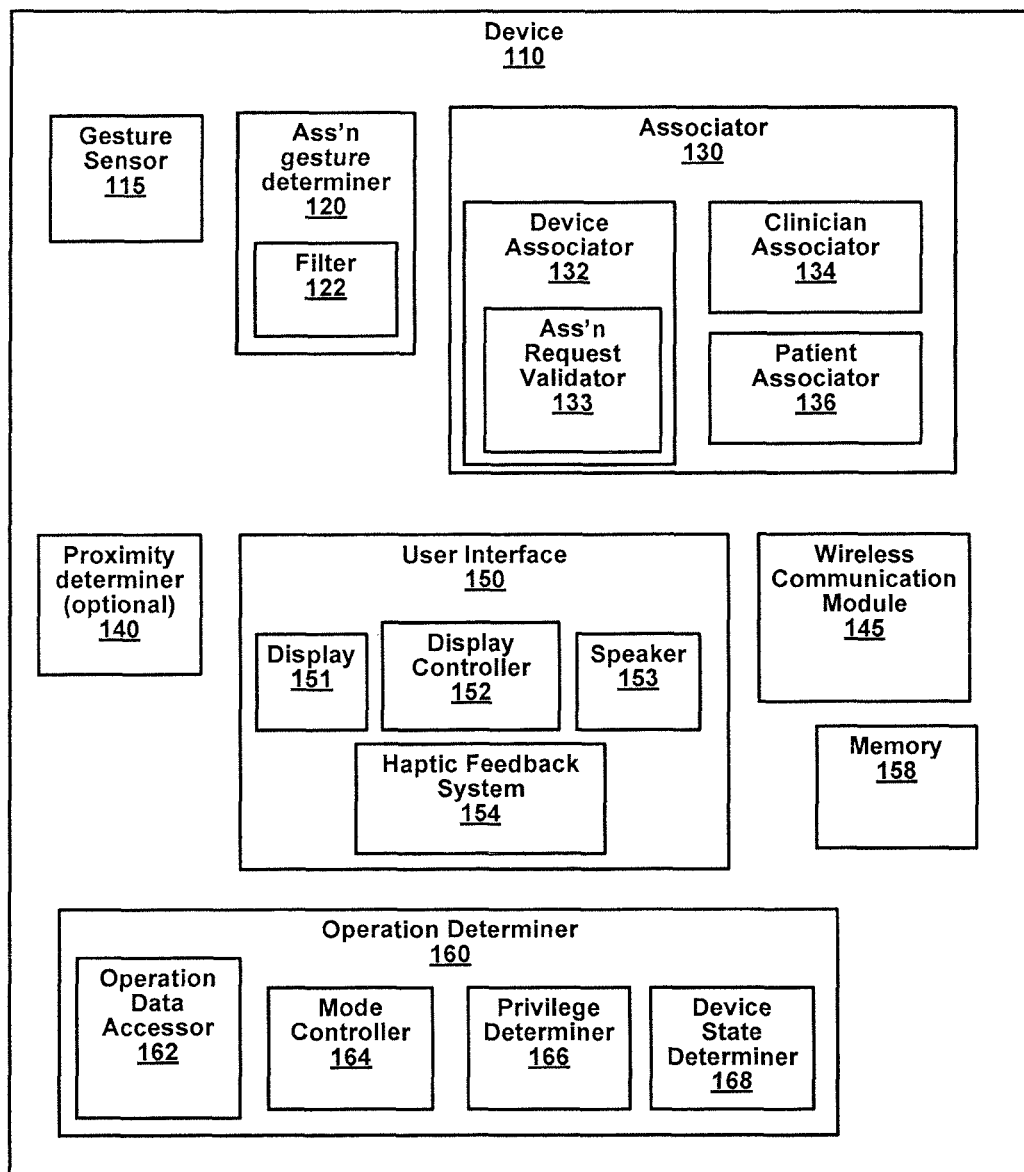 Device
110
Gesture
Sensor
115
Ass'n
gesture
determiner
120
Filter
122
Associator
130
Device
Associator
132
Ass'n
Request
Validator
133
Clinician
Associator
134
Patient
Associator
136
Proximity
determiner
(optional)
140
User Interface
150
Display
151
Display
Controller
152
Speaker
153
Haptic Feedback
System
154
Wireless
Communication
Module
145
Memory
158
Operation Determiner
160
Operation
Data
Accessor
162
Mode
Controller
164
Privilege
Determiner
166
Device
State
Determiner
168